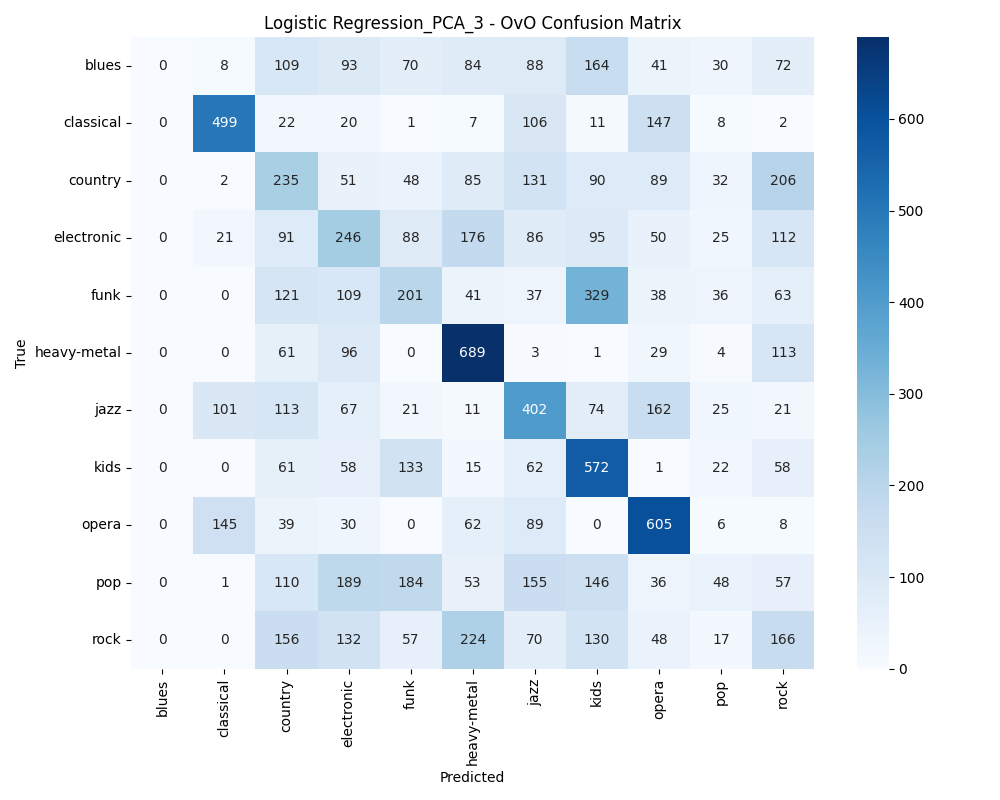 Logistic Regression_PCA_3 - OvO Confusion Matrix
True
blues 0 8 109 93 70 84 88 164 41 30 72
classical 0 499 22 20 1 7 106 11 147 8 2
country 0 2 235 51 48 85 131 90 89 32 206
electronic 0 21 91 246 88 176 86 95 50 25 112
funk 0 0 121 109 201 41 37 329 38 36 63
heavy-metal 0 0 61 96 0 689 3 1 29 4 113
jazz 0 101 113 67 21 11 402 74 162 25 21
kids 0 0 61 58 133 15 62 572 1 22 58
opera 0 145 39 30 0 62 89 0 605 6 8
pop 0 1 110 189 184 53 155 146 36 48 57
rock 0 0 156 132 57 224 70 130 48 17 166
blues classical country electronic funk heavy-metal jazz kids opera pop rock
Predicted
600
500
400
300
200
100
0